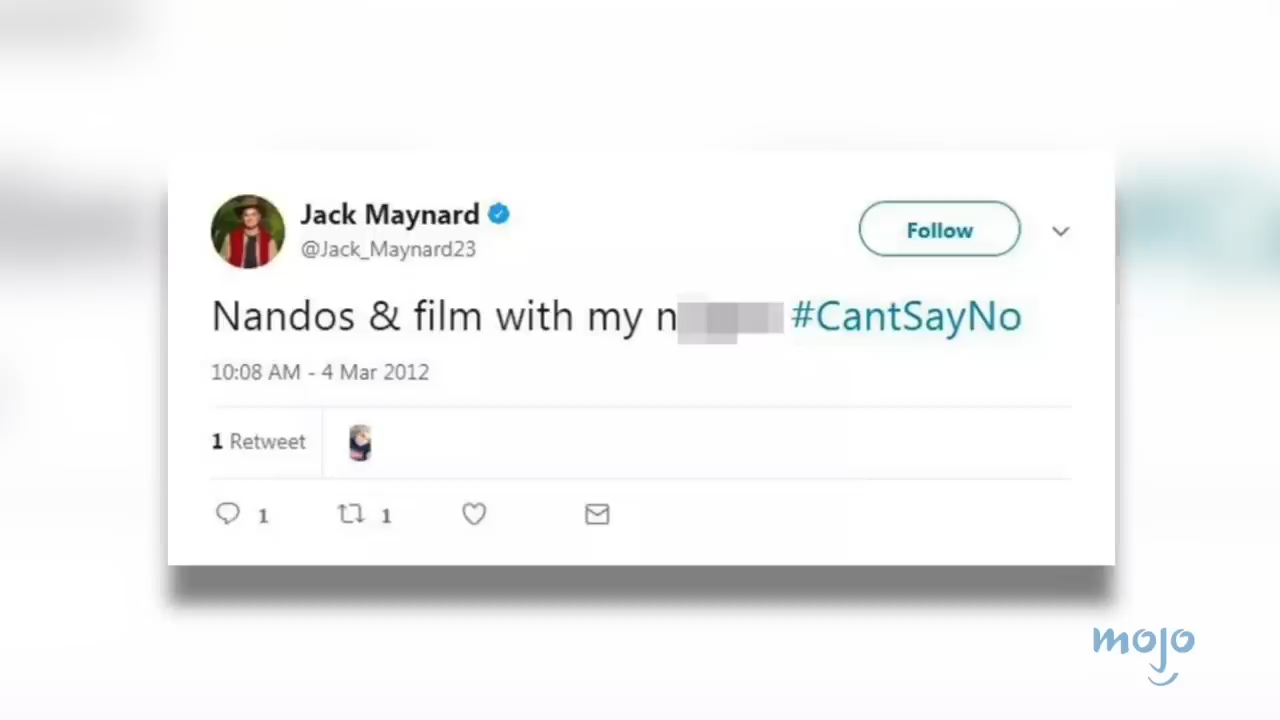 Jack Maynard
@Jack_Maynard23
Follow
Nandos & film with my n #CantSayNo
10:08 AM - 4 Mar 2012
1 Retweet
1 1
mojo